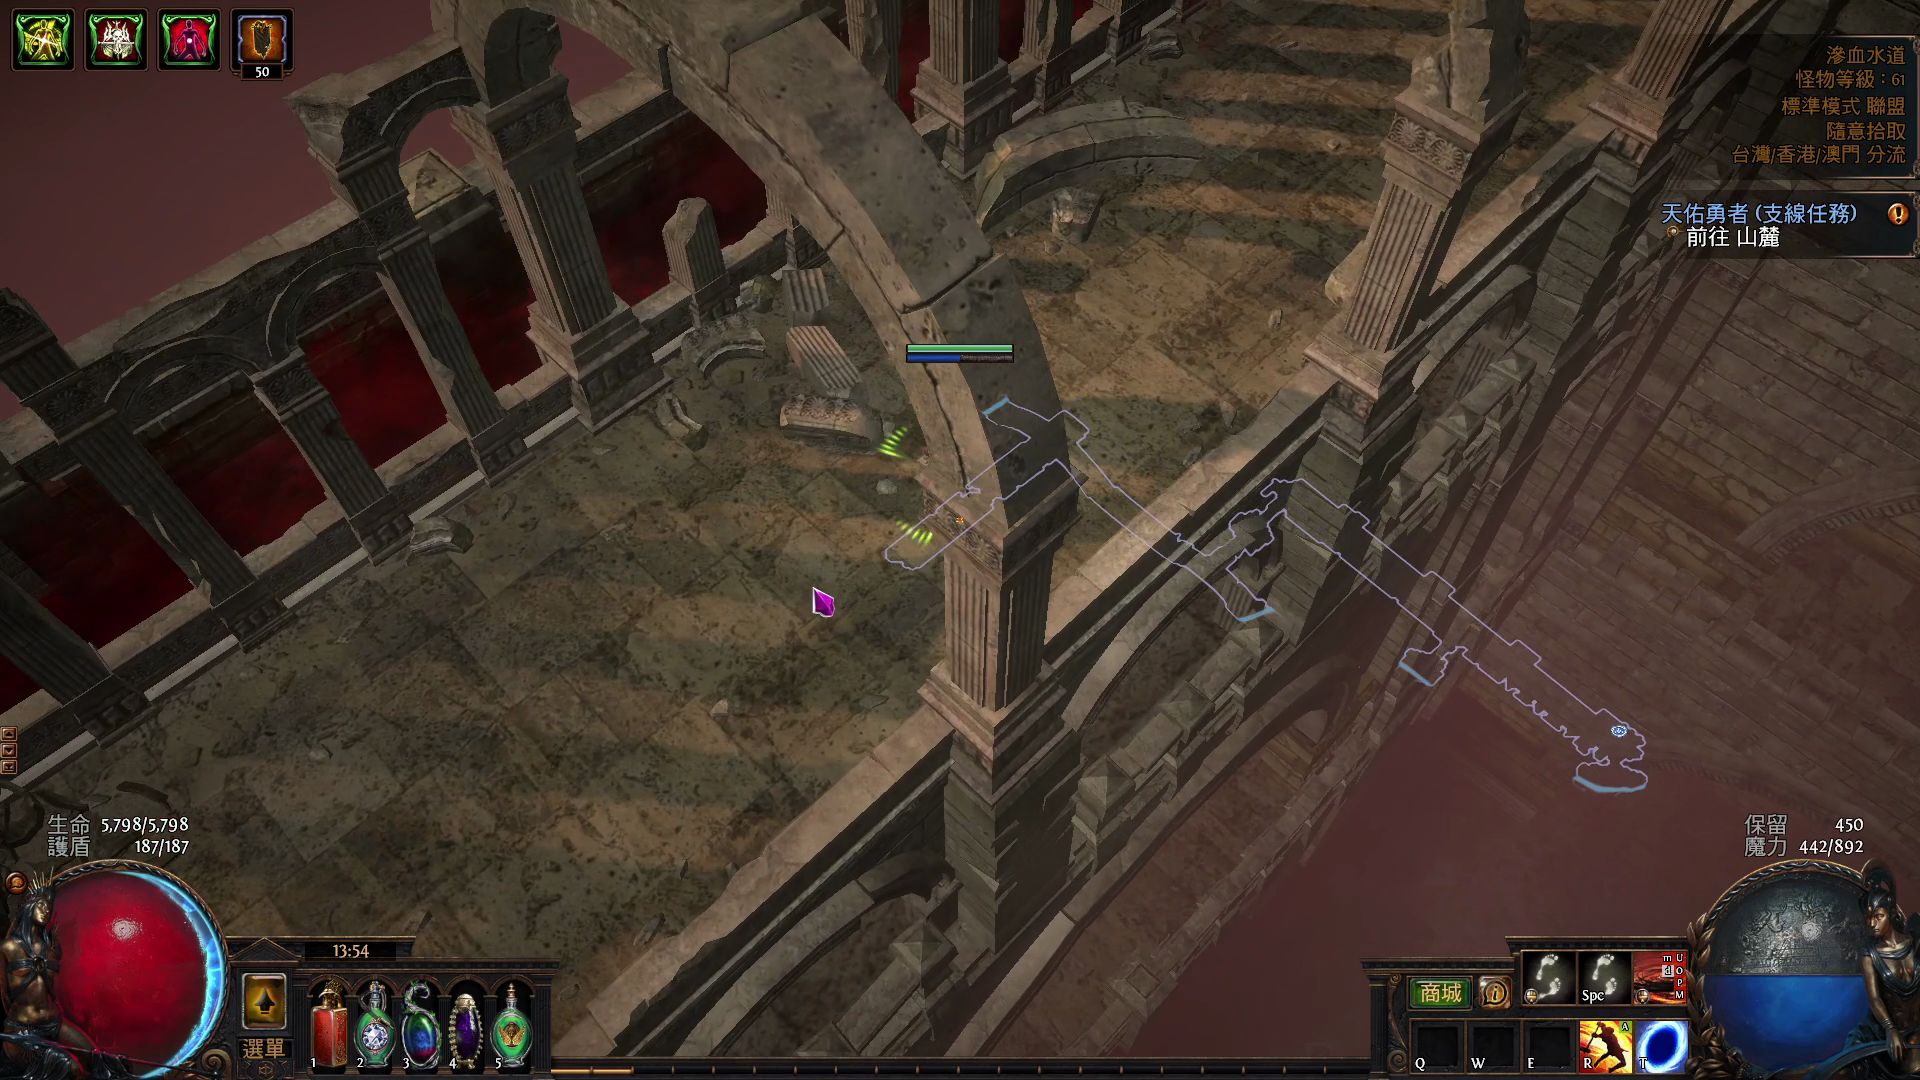 50
滲血水道
怪物等級：61
標準模式 聯盟
隨意拾取
台灣/香港/澳門 分流
天佑勇者 (支線任務)
前往 山麓
生命 5,798/5,798
護盾 187/187
保留 450
魔力 442/892
13:54
選單
1 2 3 4 5
商城
Spc
m U
d O
P
M
Q W E R A T